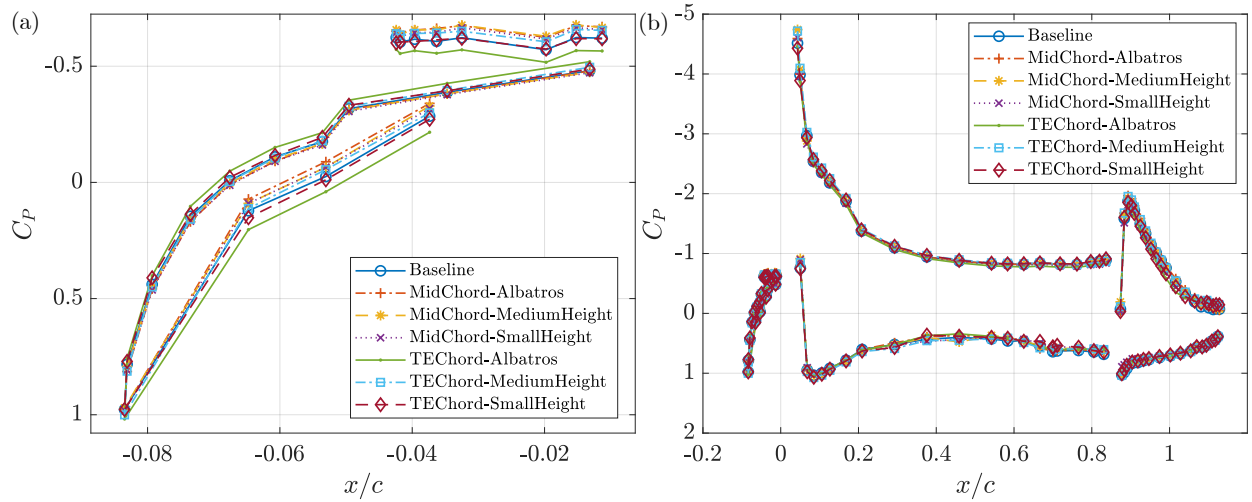 (a)
-0.5
0
0.5
1
C_P
-0.08
-0.06
-0.04
-0.02
x/c
Baseline
MidChord-Albatros
MidChord-MediumHeight
MidChord-SmallHeight
TEChord-Albatros
TEChord-MediumHeight
TEChord-SmallHeight
(b)
-5
-4
-3
-2
-1
0
1
2
C_P
-0.2
0
0.2
0.4
0.6
0.8
1
x/c
Baseline
MidChord-Albatros
MidChord-MediumHeight
MidChord-SmallHeight
TEChord-Albatros
TEChord-MediumHeight
TEChord-SmallHeight